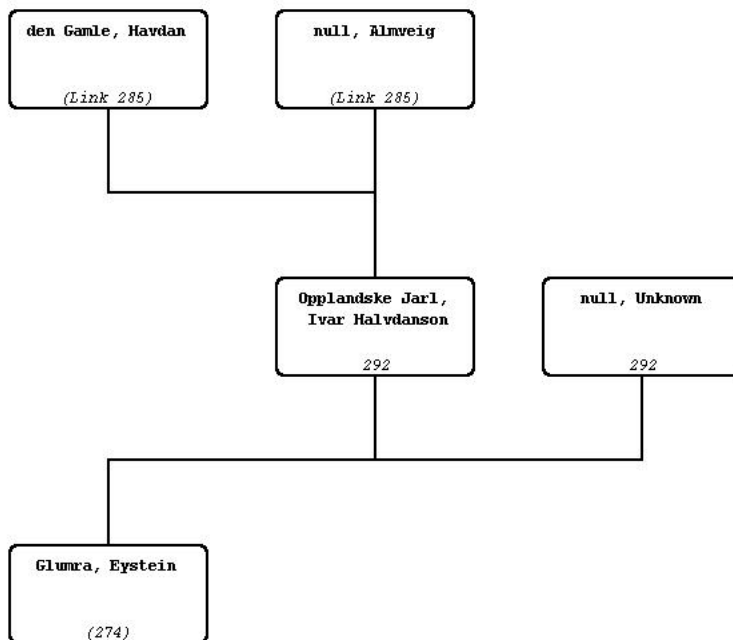 den Gamle, Havdan
(Link 285)
null, Almveig
(Link 285)
Opplandske Jarl,
Ivar Halvdanson
292
null, Unknown
292
Glumra, Eystein
(274)